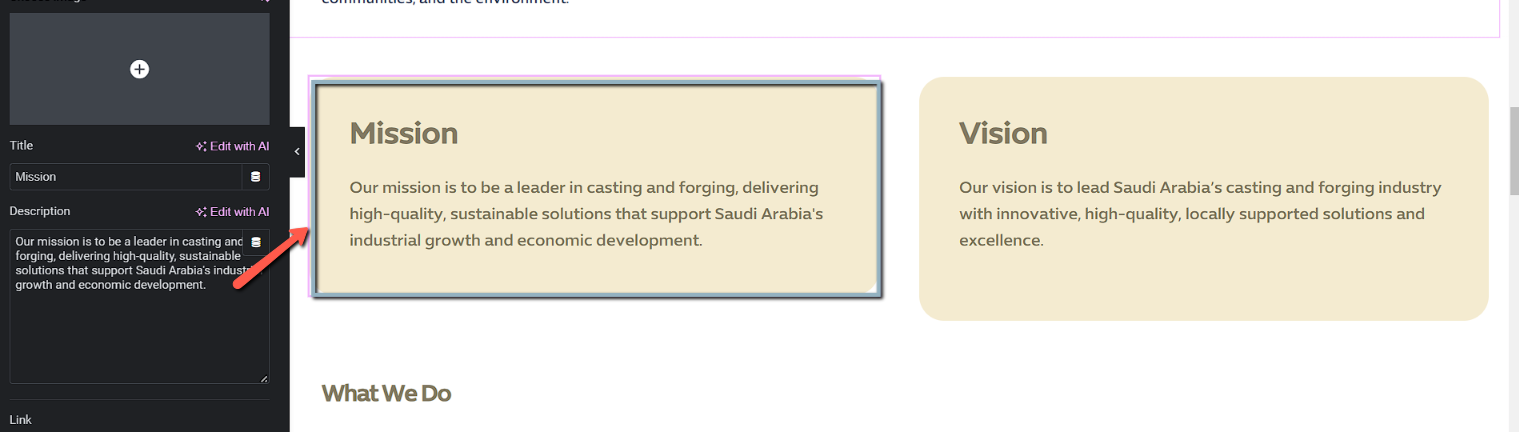 communities, and the environment.
Title
Edit with AI
Mission
Description
Edit with AI
Our mission is to be a leader in casting and
forging, delivering high-quality, sustainable
solutions that support Saudi Arabia's industrial
growth and economic development.
Link
Mission
Our mission is to be a leader in casting and forging, delivering
high-quality, sustainable solutions that support Saudi Arabia's
industrial growth and economic development.
Vision
Our vision is to lead Saudi Arabia's casting and forging industry
with innovative, high-quality, locally supported solutions and
excellence.
What We Do